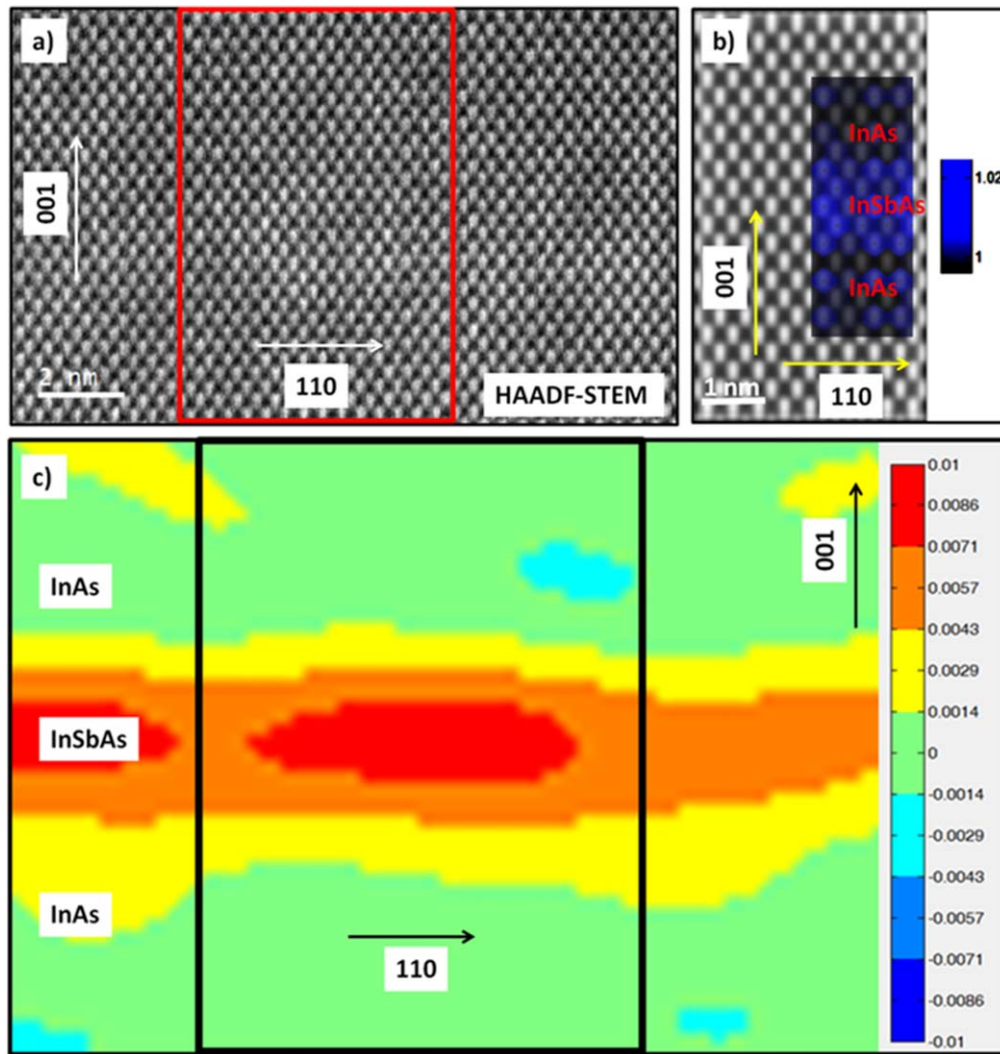 a)
001
2 nm
110
HAADF-STEM
b)
InAs
InSbAs
InAs
001
1 nm
110
1.02
1
c)
InAs
InSbAs
InAs
110
001
0.01
0.0086
0.0071
0.0057
0.0043
0.0029
0.0014
0
-0.0014
-0.0029
-0.0043
-0.0057
-0.0071
-0.0086
-0.01